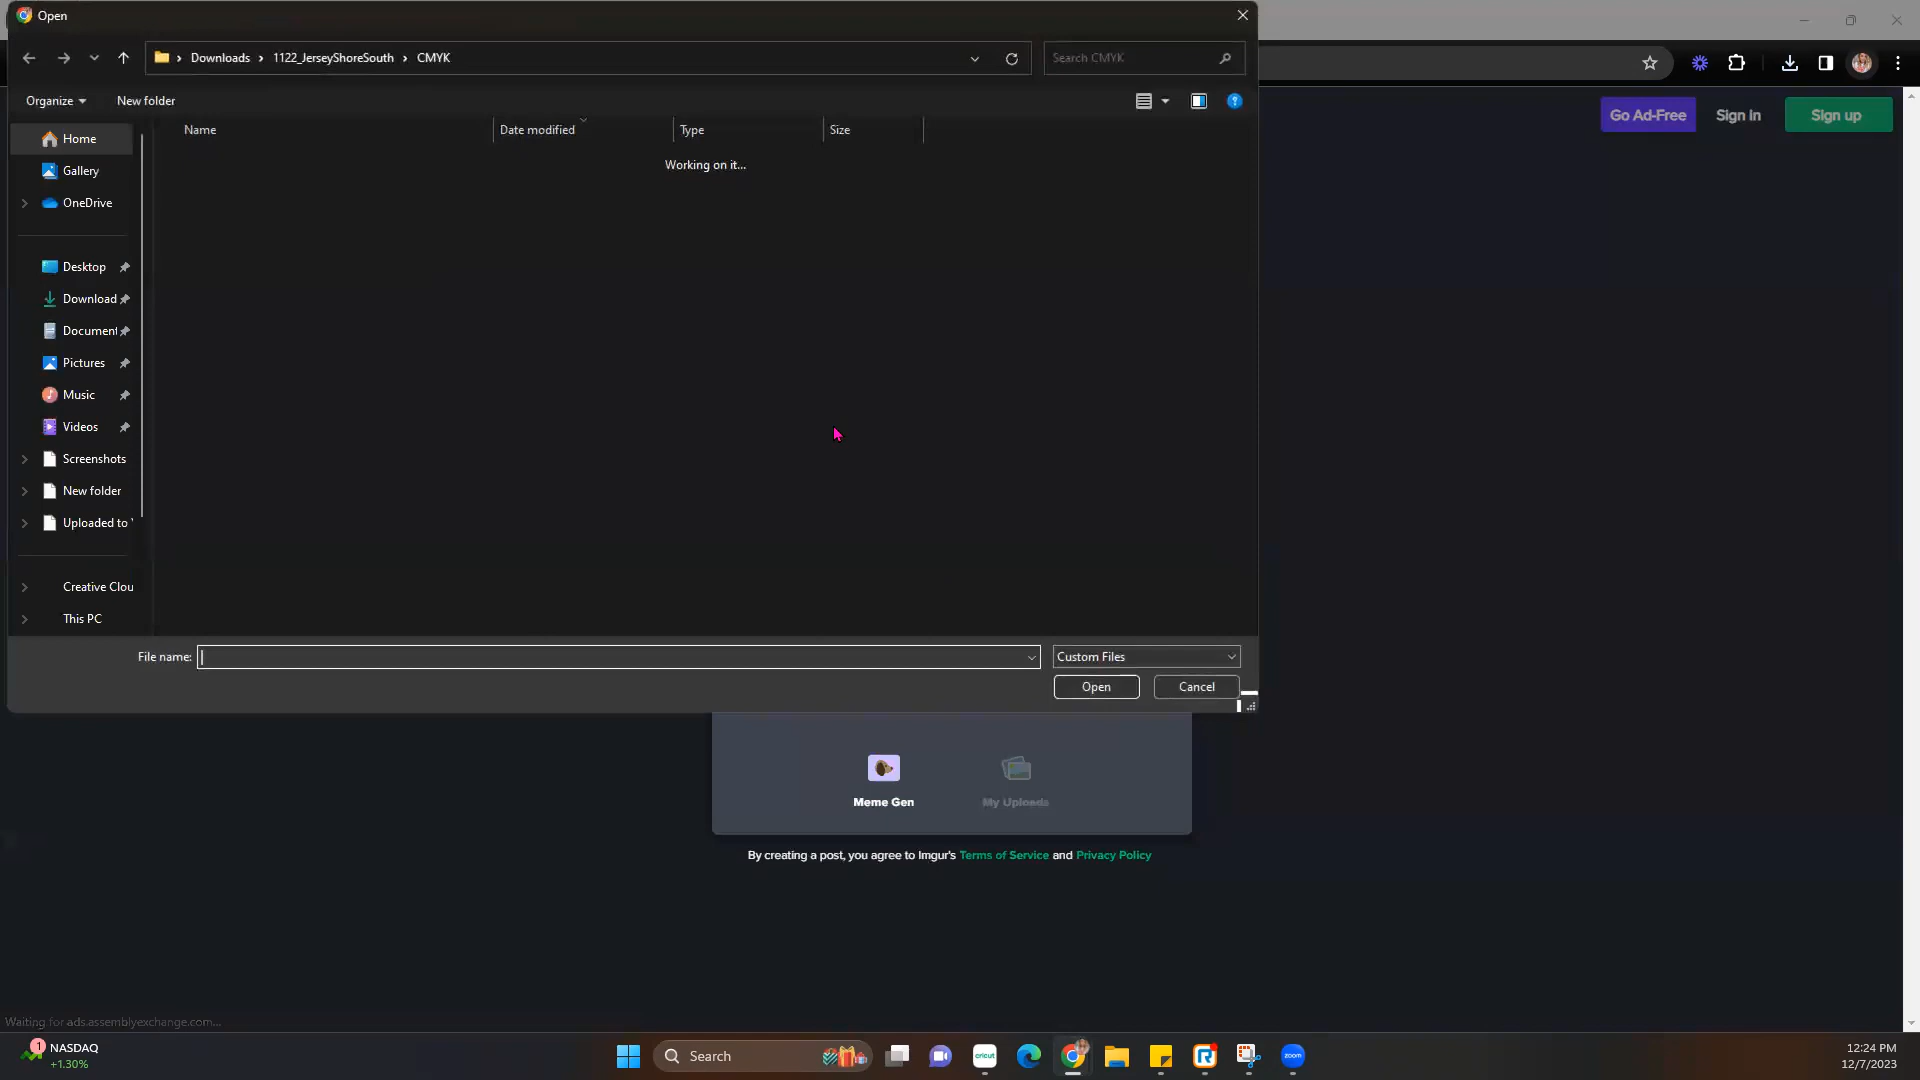 Open
Downloads > 1122_JerseyShoreSouth > CMYK
Search CMYK
Organize
New folder
Go Ad-Free
Sign in
Sign up
Name
Date modified
Type
Size
Working on it...
Home
Gallery
OneDrive
Desktop
Download
Document
Pictures
Music
Videos
Screenshots
New folder
Uploaded to
Creative Clou
This PC
File name:
Custom Files
Open
Cancel
Meme Gen
My Uploads
By creating a post, you agree to Imgur's Terms of Service and Privacy Policy
Waiting for ads.assemblyexchange.com...
1
NASDAQ
+1.30%
Search
cricut
zoom
12:24 PM
12/7/2023